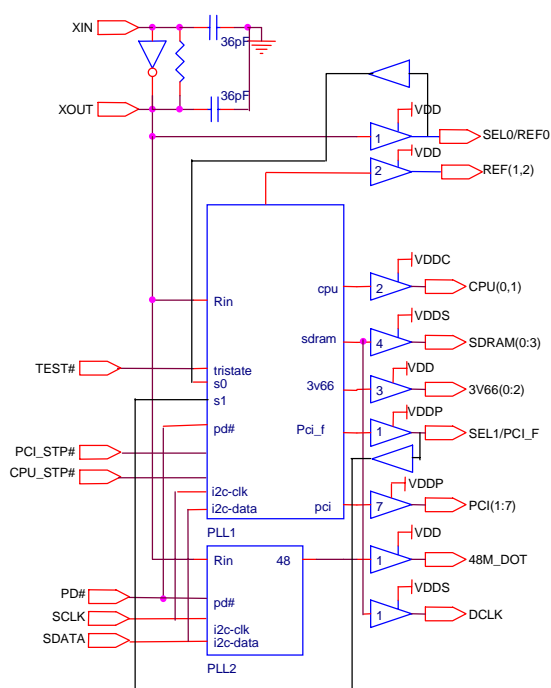 XIN
36pF
36pF
XOUT
VDD
1
SEL0/REF0
VDD
2
REF(1,2)
VDDC
cpu
2
CPU(0,1)
Rin
VDDS
sdram
4
SDRAM(0:3)
TEST#
tristate
VDD
s0
3v66
3
3V66(0:2)
s1
VDDP
pd#
Pci_f
1
SEL1/PCI_F
PCI_STP#
CPU_STP#
VDDP
i2c-clk
i2c-data
pci
7
PCI(1:7)
PLL1
VDD
Rin
48
1
48M_DOT
PD#
pd#
VDDS
SCLK
1
DCLK
i2c-clk
SDATA
i2c-data
PLL2